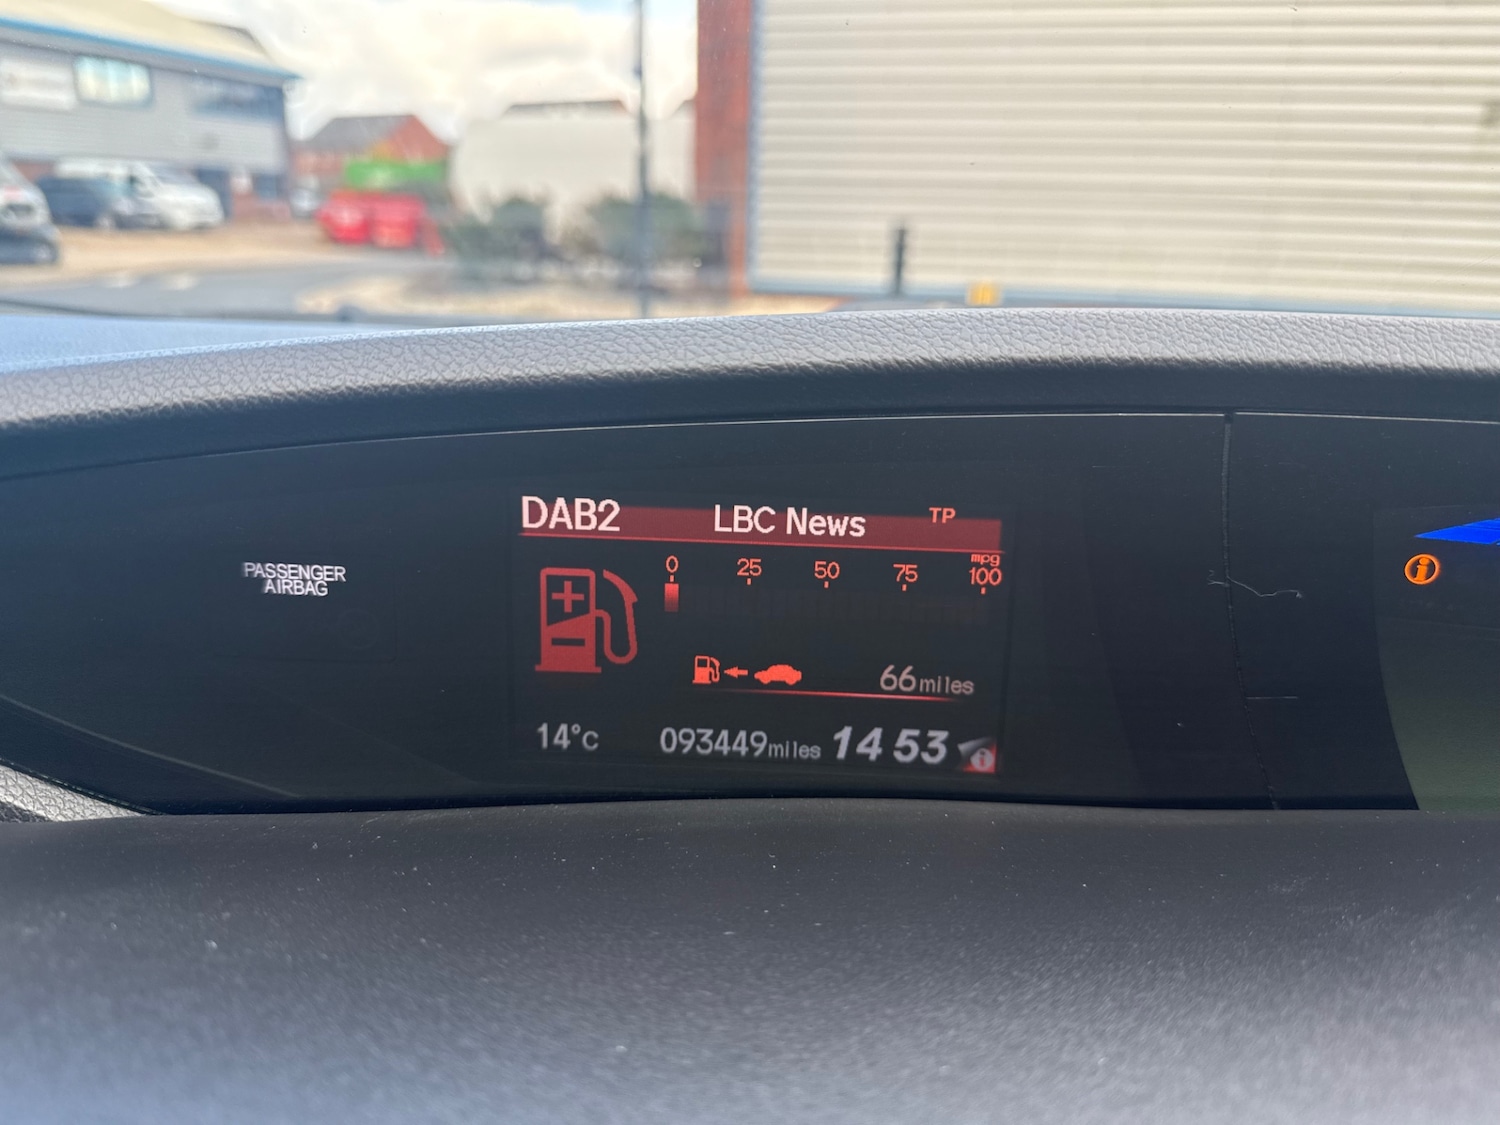 DAB2 LBC News TP
mpg
0 25 50 75 100
PASSENGER
AIRBAG
66miles
14°C 093449miles 14 53 i
i